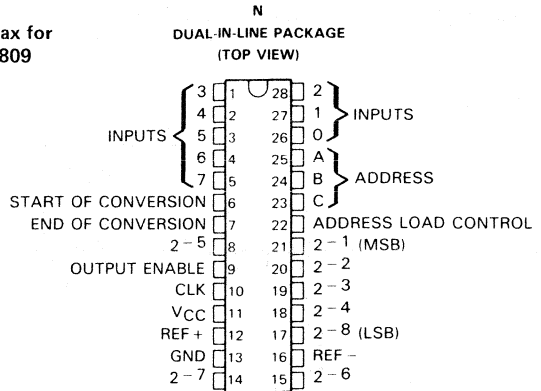 N
ax for
DUAL-IN-LINE PACKAGE
809
(TOP VIEW)
3 1 28 2
4 2 27 1
INPUTS 5 3 26 0 INPUTS
6 4 25 A
7 5 24 B ADDRESS
START OF CONVERSION 6 23 C
END OF CONVERSION 7 22 ADDRESS LOAD CONTROL
2-5 8 21 2-1 (MSB)
OUTPUT ENABLE 9 20 2-2
CLK 10 19 2-3
VCC 11 18 2-4
REF+ 12 17 2-8 (LSB)
GND 13 16 REF-
2-7 14 15 2-6